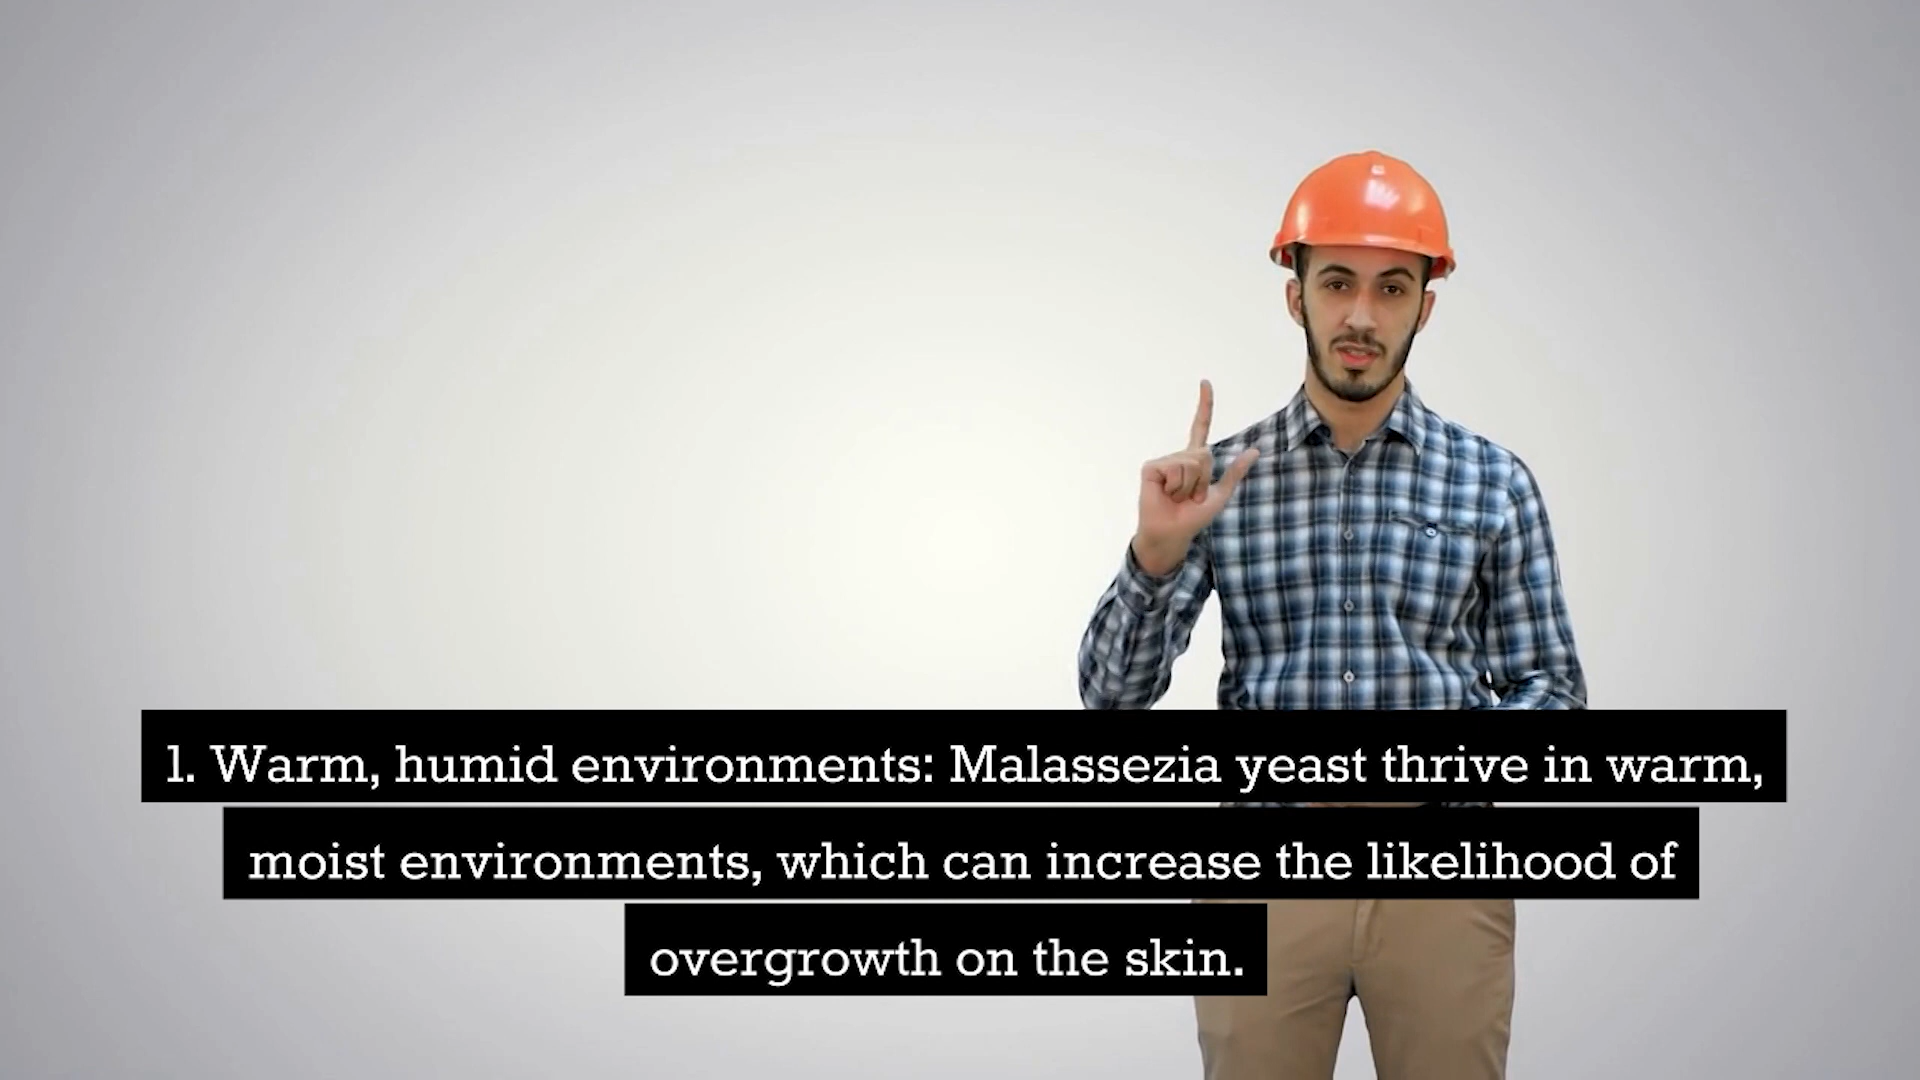 1. Warm, humid environments: Malassezia yeast thrive in warm,
moist environments, which can increase the likelihood of
overgrowth on the skin.